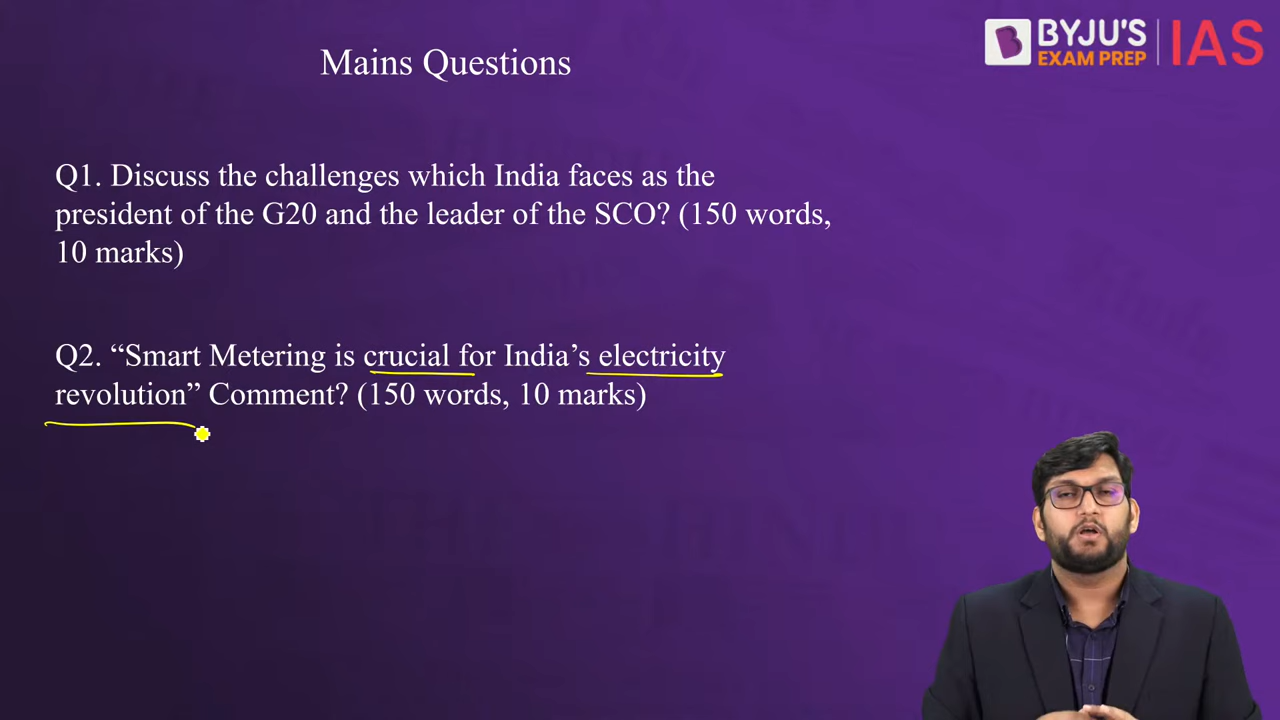 Mains Questions
BYJU'S
EXAM PREP
IAS
Q1. Discuss the challenges which India faces as the
president of the G20 and the leader of the SCO? (150 words,
10 marks)
Q2. “Smart Metering is crucial for India’s electricity
revolution” Comment? (150 words, 10 marks)